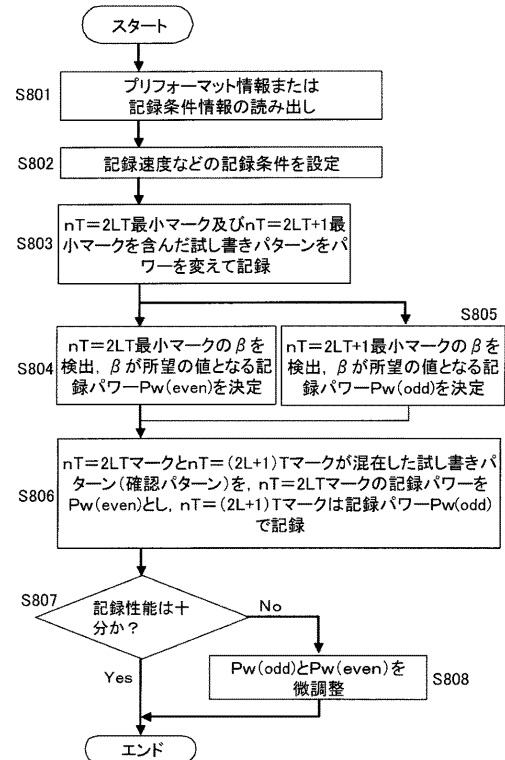 スタート
S801
プリフォーマット情報または
記録条件情報の読み出し
S802
記録速度などの記録条件を設定
S803
nT=2LT最小マーク及びnT=2LT+1最
小マークを含んだ試し書きパターンをパ
ワーを変えて記録
S804
nT=2LT最小マークのβを
検出，βが所望の値となる記
録パワーPw(even)を決定
S805
nT=2LT+1最小マークのβを
検出，βが所望の値となる記
録パワーPw(odd)を決定
S806
nT=2LTマークとnT=(2L+1)Tマークが混在した試し書きパ
ターン(確認パターン)を，nT=2LTマークの記録パワーを
Pw(even)とし，nT=(2L+1)Tマークは記録パワーPw(odd)
で記録
S807
記録性能は十
分か？
No
Yes
Pw(odd)とPw(even)を
微調整
S808
エンド